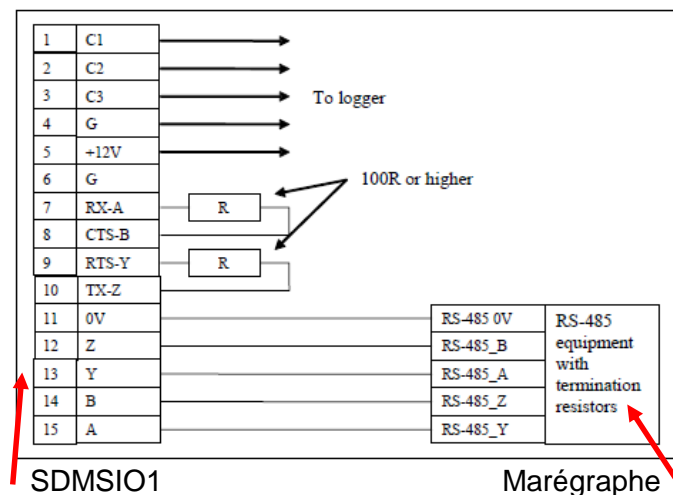 1 C1
2 C2
3 C3 To logger
4 G
5 +12V
6 G 100R or higher
7 RX-A R
8 CTS-B
9 RTS-Y R
10 TX-Z
11 0V RS-485 0V RS-485
12 Z RS-485_B equipment
with
13 Y RS-485_A termination
14 B RS-485_Z resistors
15 A RS-485_Y
SDMSIO1 Marégraphe